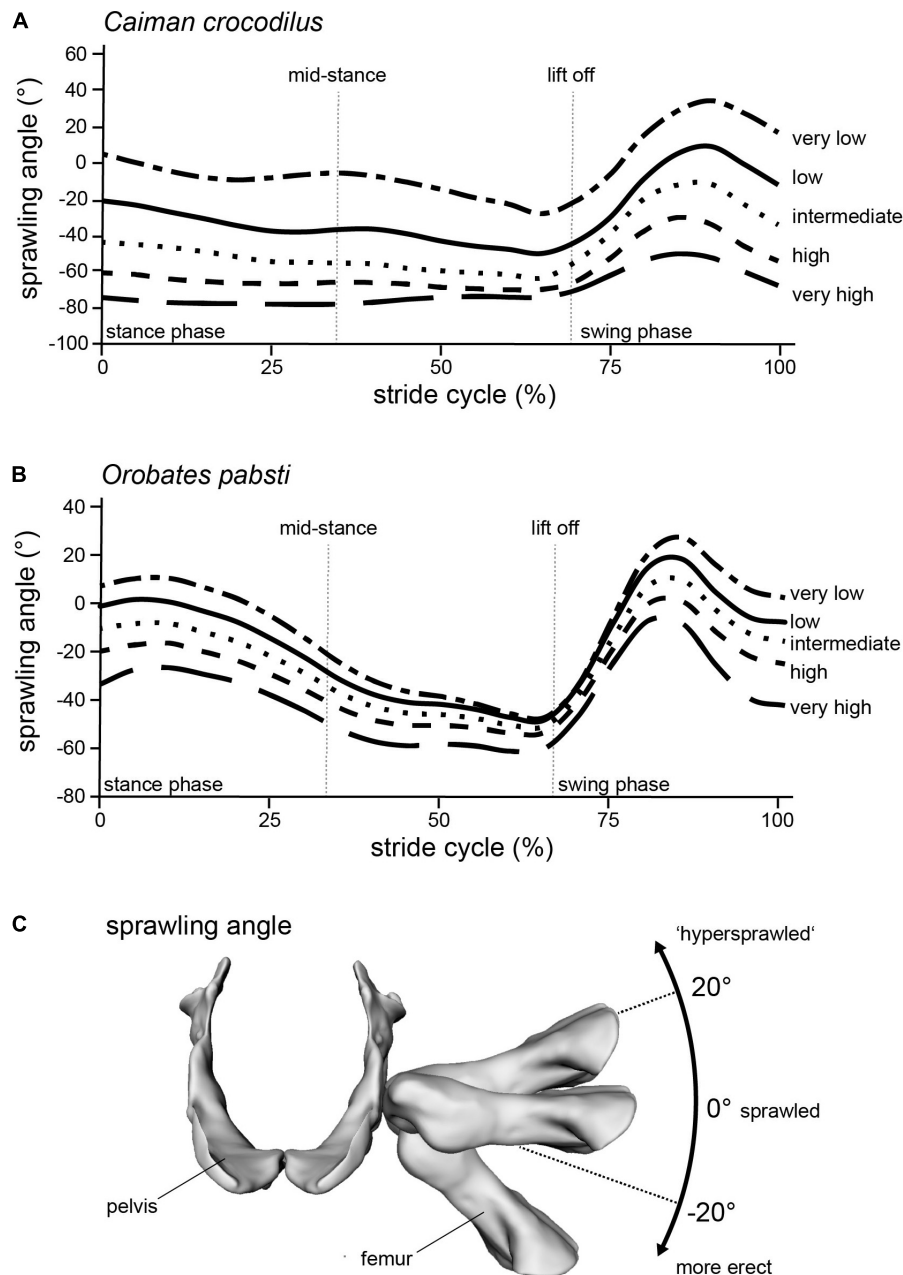 A Caiman crocodilus
sprawling angle (°)
60
40
20
0
-20
-40
-60
-80
-100
mid-stance
lift off
very low
low
intermediate
high
very high
stance phase
swing phase
0
25
50
75
100
stride cycle (%)
B Orobates pabsti
sprawling angle (°)
40
20
0
-20
-40
-60
-80
mid-stance
lift off
very low
low
intermediate
high
very high
stance phase
swing phase
0
25
50
75
100
stride cycle (%)
C sprawling angle
‘hypersprawled‘
20°
0° sprawled
-20°
more erect
pelvis
femur